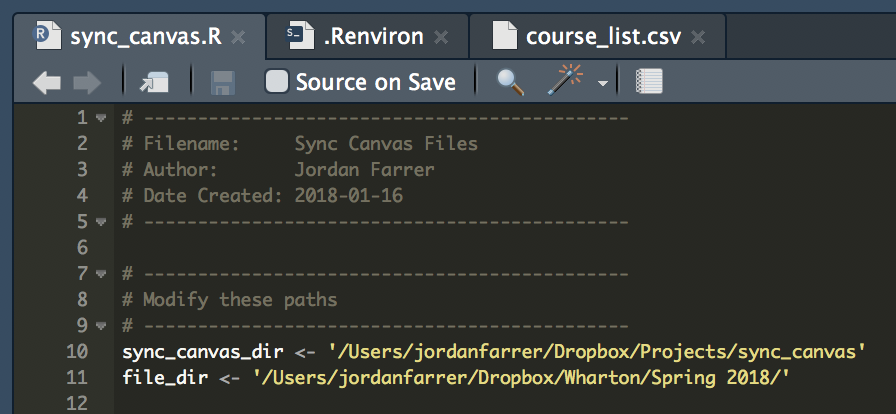 sync_canvas.R .Renviron course_list.csv
Source on Save
1 # ---------------------------------------------
2 # Filename:     Sync Canvas Files
3 # Author:       Jordan Farrer
4 # Date Created: 2018-01-16
5 # ---------------------------------------------
6
7 # ---------------------------------------------
8 # Modify these paths
9 # ---------------------------------------------
10 sync_canvas_dir <- '/Users/jordanfarrer/Dropbox/Projects/sync_canvas'
11 file_dir <- '/Users/jordanfarrer/Dropbox/Wharton/Spring 2018/'
12